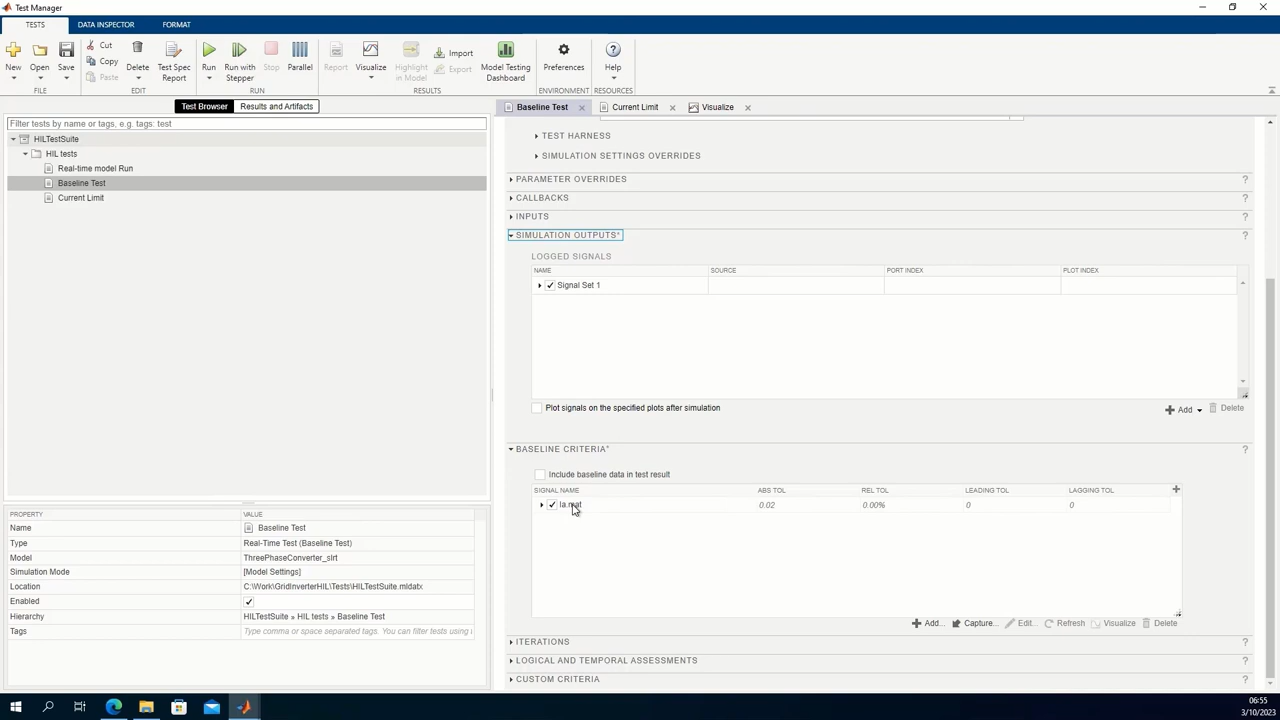 Test Manager
TESTS DATA INSPECTOR FORMAT
New Open Save Cut Copy Paste Delete Test Spec Report Run Run with Stepper Stop Parallel Report Visualize Highlight in Model Import Export Model Testing Dashboard Preferences Help
FILE EDIT RUN RESULTS ENVIRONMENT RESOURCES
Test Browser Results and Artifacts
Filter tests by name or tags, e.g. tags: test
HILTestSuite
HIL tests
Real-time model Run
Baseline Test
Current Limit
PROPERTY VALUE
Name Baseline Test
Type Real-Time Test (Baseline Test)
Model ThreePhaseConverter_slrt
Simulation Mode [Model Settings]
Location C:\Work\GridInverterHIL\Tests\HILTestSuite.mldatx
Enabled
Hierarchy HILTestSuite » HIL tests » Baseline Test
Tags Type comma or space separated tags. You can filter tests using
Baseline Test Current Limit Visualize
TEST HARNESS
SIMULATION SETTINGS OVERRIDES
PARAMETER OVERRIDES ?
CALLBACKS ?
INPUTS ?
SIMULATION OUTPUTS* ?
LOGGED SIGNALS
NAME SOURCE PORT INDEX PLOT INDEX
Signal Set 1
Plot signals on the specified plots after simulation
Add Delete
BASELINE CRITERIA* ?
Include baseline data in test result
SIGNAL NAME ABS TOL REL TOL LEADING TOL LAGGING TOL
0.02 0.00% 0 0
Add... Capture... Edit... Refresh Visualize Delete
ITERATIONS ?
LOGICAL AND TEMPORAL ASSESSMENTS ?
CUSTOM CRITERIA ?
06:55
3/10/2023